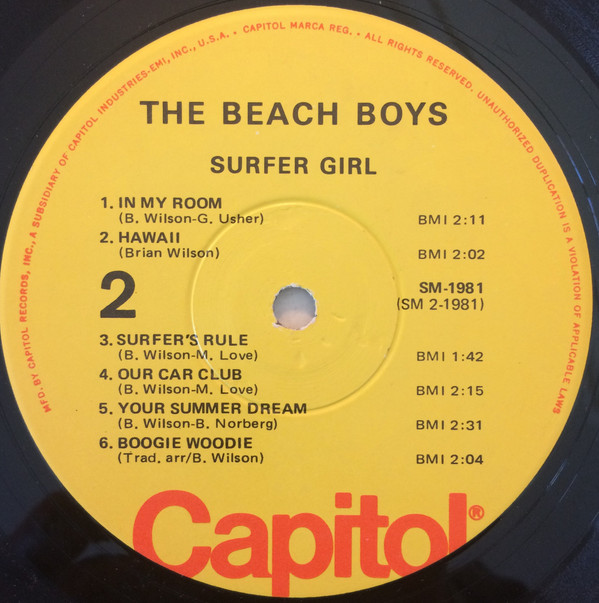 MFD. BY CAPITOL RECORDS, INC., A SUBSIDIARY OF CAPITOL INDUSTRIES-EMI, INC., U.S.A. • CAPITOL MARCA REG. • ALL RIGHTS RESERVED. UNAUTHORIZED DUPLICATION IS A VIOLATION OF APPLICABLE LAWS
THE BEACH BOYS
SURFER GIRL
1. IN MY ROOM
(B. Wilson-G. Usher) BMI 2:11
2. HAWAII
(Brian Wilson) BMI 2:02
2
SM-1981
(SM 2-1981)
3. SURFER'S RULE
(B. Wilson-M. Love) BMI 1:42
4. OUR CAR CLUB
(B. Wilson-M. Love) BMI 2:15
5. YOUR SUMMER DREAM
(B. Wilson-B. Norberg) BMI 2:31
6. BOOGIE WOODIE
(Trad. arr/B. Wilson) BMI 2:04
Capitol®